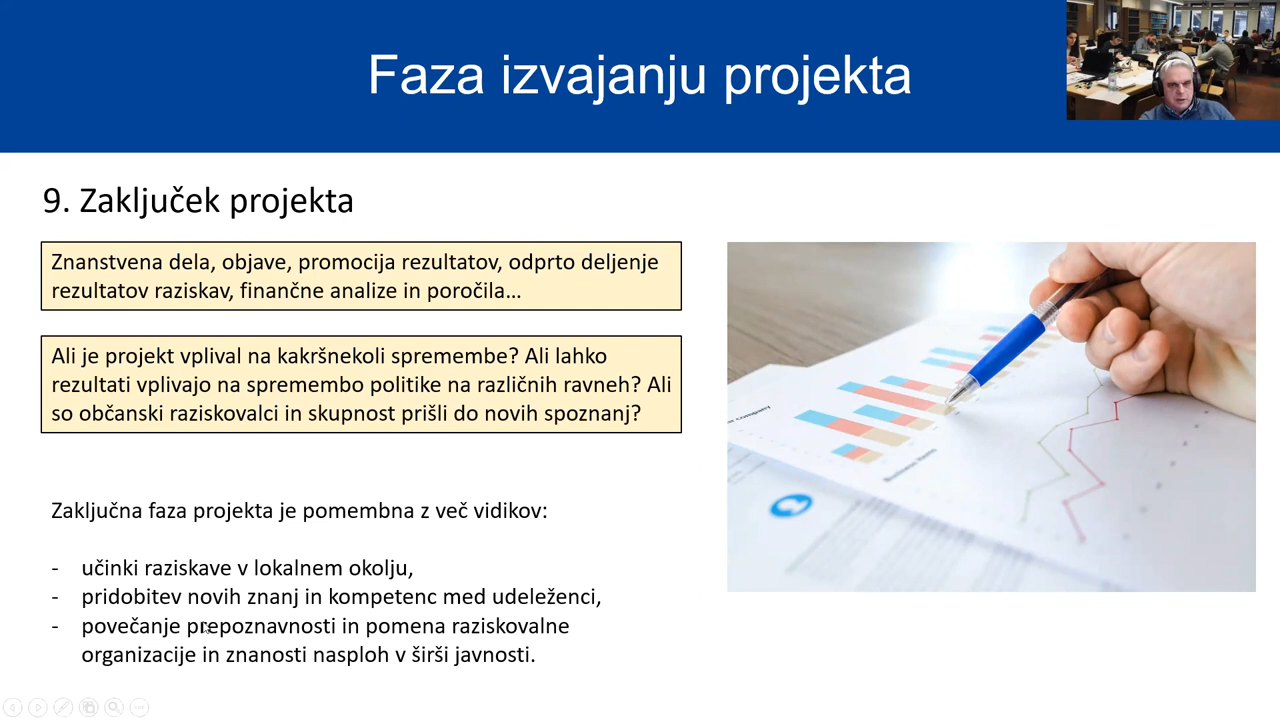 Faza izvajanju projekta
9. Zaključek projekta
Znanstvena dela, objave, promocija rezultatov, odprto deljenje
rezultatov raziskav, finančne analize in poročila…
Ali je projekt vplival na kakršnekoli spremembe? Ali lahko
rezultati vplivajo na spremembo politike na različnih ravneh? Ali
so občanski raziskovalci in skupnost prišli do novih spoznanj?
Zaključna faza projekta je pomembna z več vidikov:
- učinki raziskave v lokalnem okolju,
- pridobitev novih znanj in kompetenc med udeleženci,
- povečanje prepoznavnosti in pomena raziskovalne
organizacije in znanosti nasploh v širši javnosti.